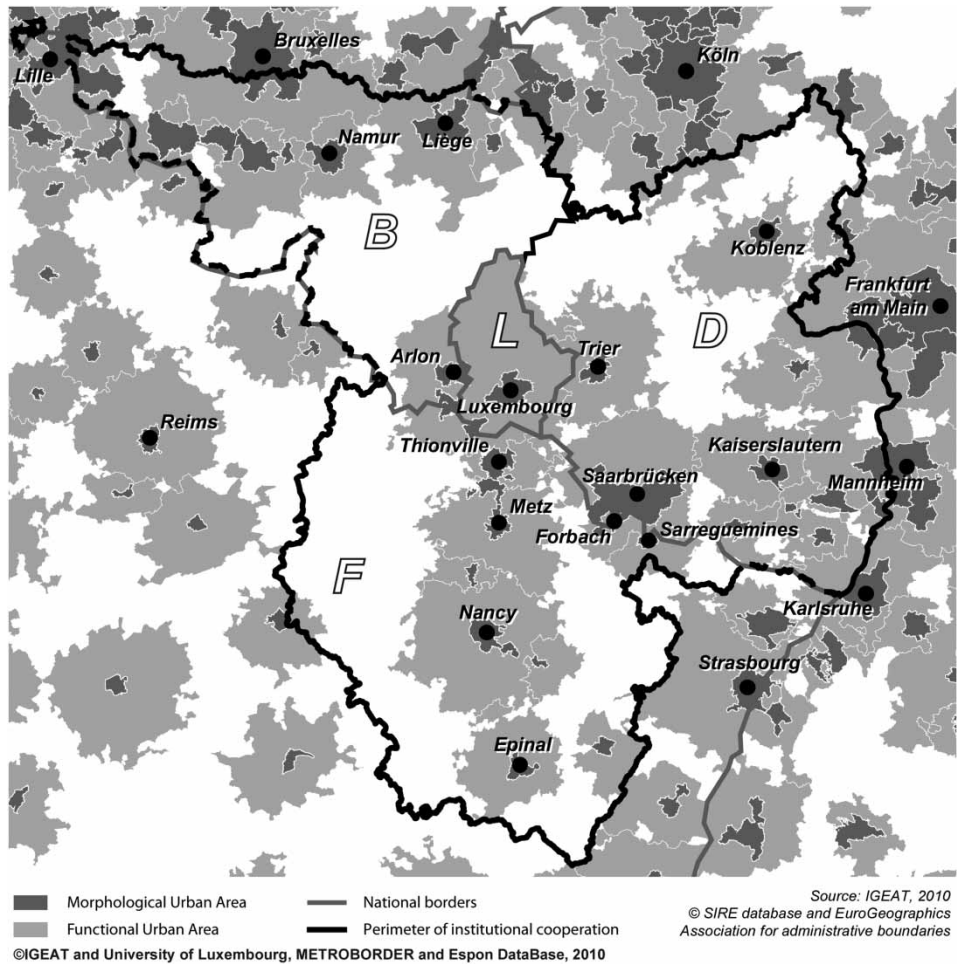 Bruxelles
Köln
Lille
Namur
Liège
B
Koblenz
Frankfurt
am Main
L
D
Arlon
Trier
Luxembourg
Reims
Thionville
Kaiserslautern
Saarbrücken
Mannheim
Metz
Forbach
Sarreguemines
F
Karlsruhe
Nancy
Strasbourg
Epinal
Morphological Urban Area
National borders
Functional Urban Area
Perimeter of institutional cooperation
Source: IGEAT, 2010
© SIRE database and EuroGeographics
Association for administrative boundaries
©IGEAT and University of Luxembourg, METROBORDER and Espon DataBase, 2010